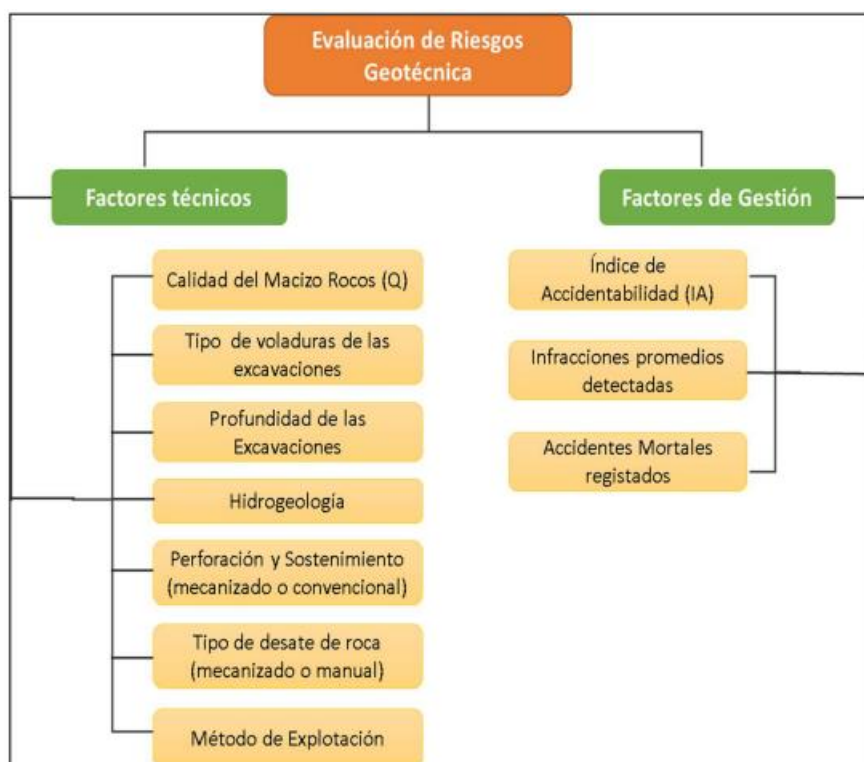 Evaluación de Riesgos
Geotécnica
Factores técnicos
Factores de Gestión
Calidad del Macizo Rocos (Q)
Tipo de voladuras de las
excavaciones
Profundidad de las
Excavaciones
Hidrogeología
Perforación y Sostenimiento
(mecanizado o convencional)
Tipo de desate de roca
(mecanizado o manual)
Método de Explotación
Índice de
Accidentabilidad (IA)
Infracciones promedios
detectadas
Accidentes Mortales
registados